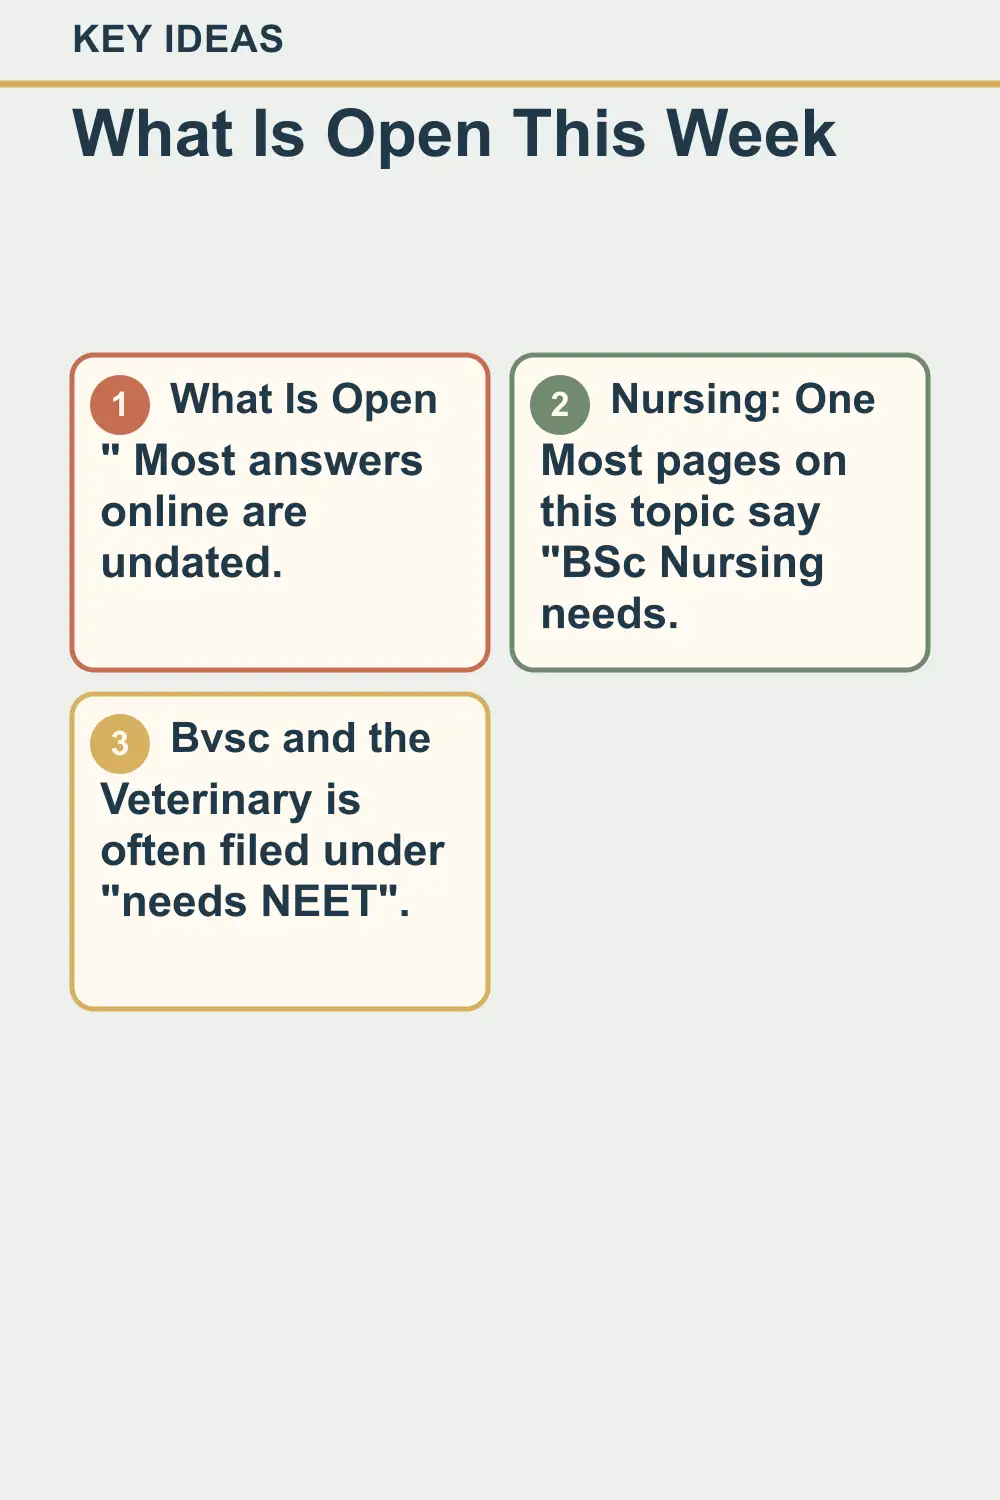 KEY IDEAS
What Is Open This Week
1 What Is Open
" Most answers
online are
undated.
2 Nursing: One
Most pages on
this topic say
"BSc Nursing
needs.
3 Bvsc and the
Veterinary is
often filed under
"needs NEET".